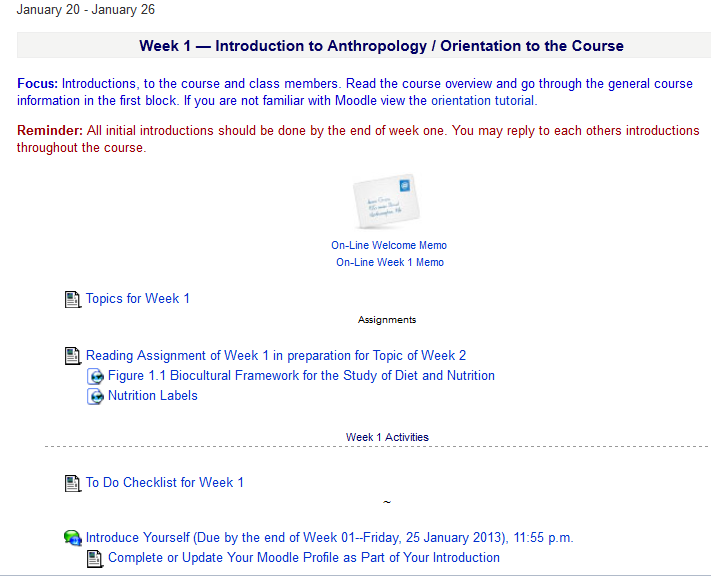 January 20 - January 26
Week 1 — Introduction to Anthropology / Orientation to the Course
Focus: Introductions, to the course and class members. Read the course overview and go through the general course
information in the first block. If you are not familiar with Moodle view the orientation tutorial.
Reminder: All initial introductions should be done by the end of week one. You may reply to each others introductions
throughout the course.
On-Line Welcome Memo
On-Line Week 1 Memo
Topics for Week 1
Assignments
Reading Assignment of Week 1 in preparation for Topic of Week 2
Figure 1.1 Biocultural Framework for the Study of Diet and Nutrition
Nutrition Labels
Week 1 Activities
To Do Checklist for Week 1
~
Introduce Yourself (Due by the end of Week 01--Friday, 25 January 2013), 11:55 p.m.
Complete or Update Your Moodle Profile as Part of Your Introduction